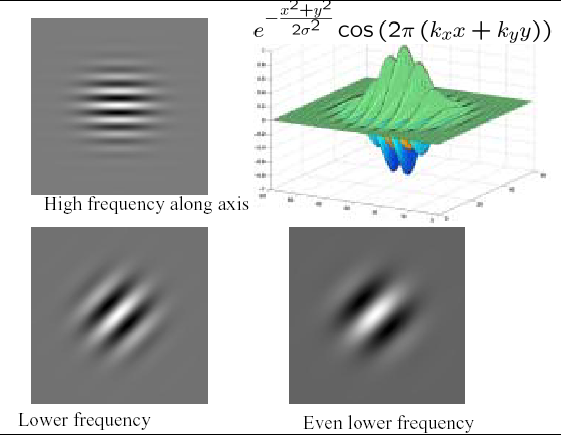 e^{-\frac{x^2+y^2}{2\sigma^2}} cos (2π (k_x x + k_y y))
High frequency along axis
Lower frequency
Even lower frequency